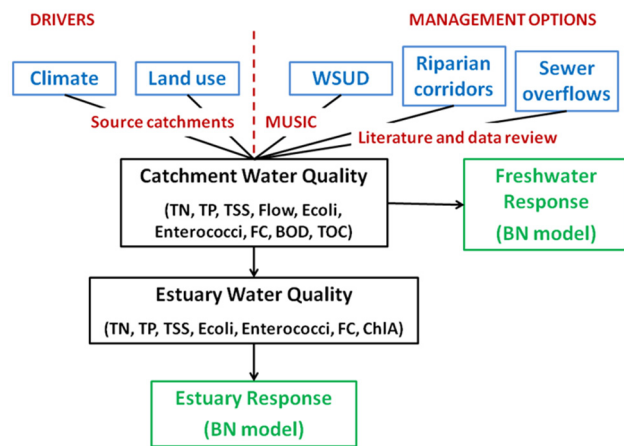 DRIVERS
MANAGEMENT OPTIONS
Climate
Land use
WSUD
Riparian
corridors
Sewer
overflows
Source catchments
MUSIC
Literature and data review
Catchment Water Quality
(TN, TP, TSS, Flow, Ecoli,
Enterococci, FC, BOD, TOC)
Freshwater
Response
(BN model)
Estuary Water Quality
(TN, TP, TSS, Ecoli, Enterococci, FC, ChlA)
Estuary Response
(BN model)